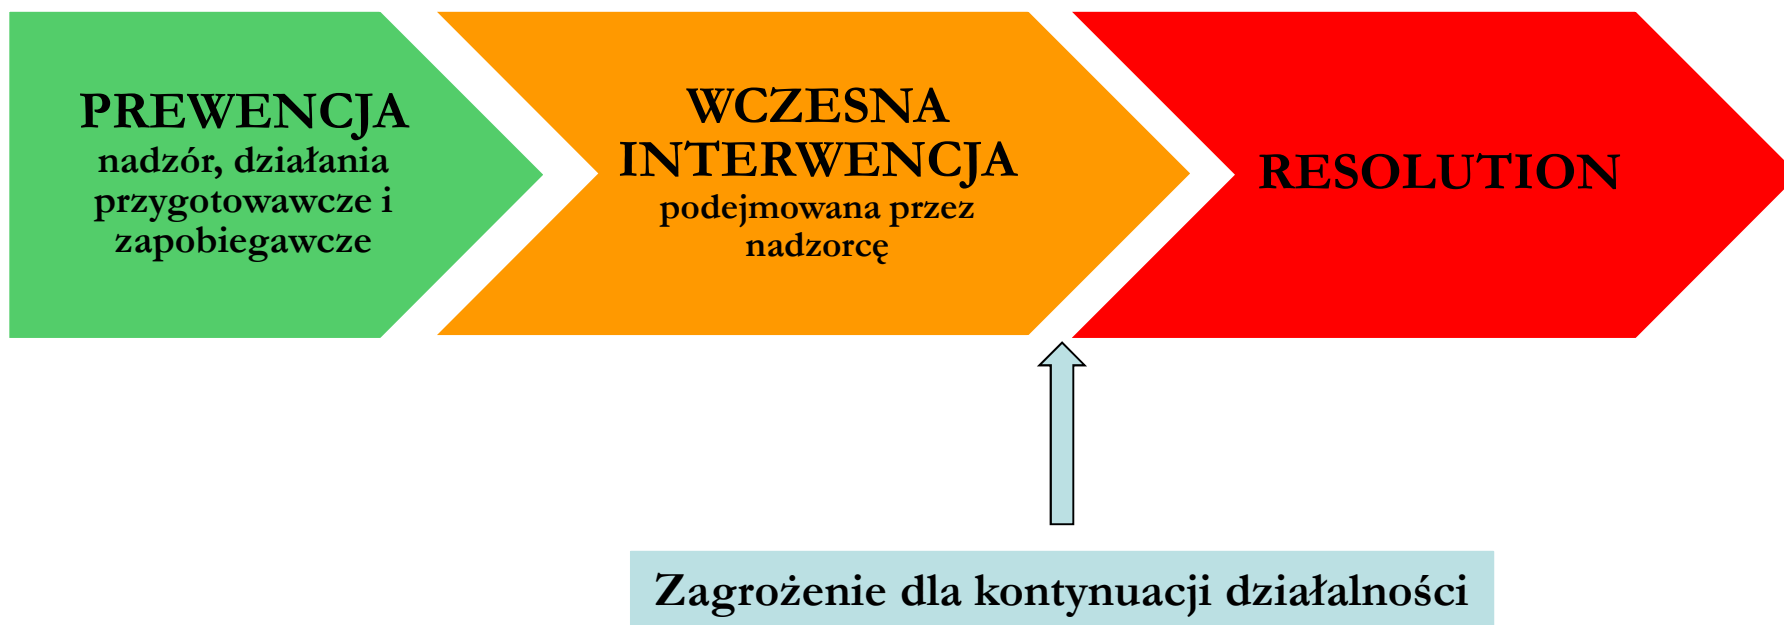 PREWENCJA
nadzór, działania
przygotowawcze i
zapobiegawcze
WCZESNA
INTERWENCJA
podejmowana przez
nadzorcę
RESOLUTION
Zagrożenie dla kontynuacji działalności